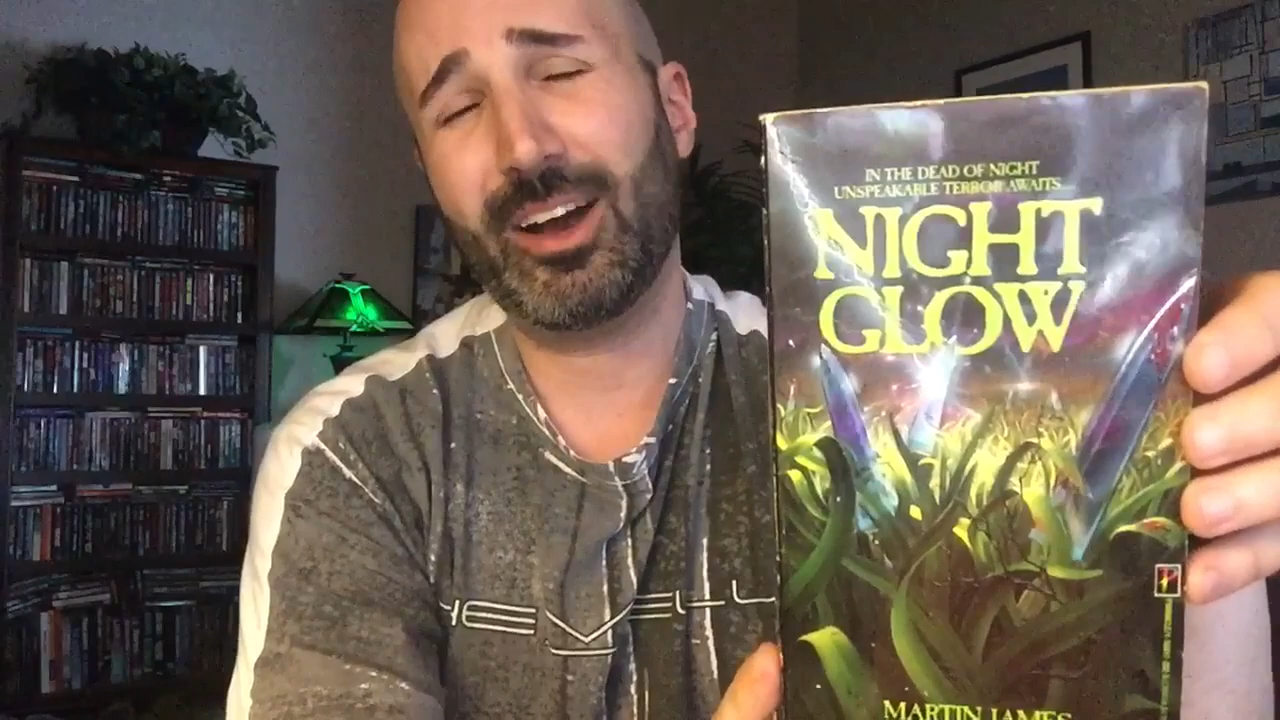 IN THE DEAD OF NIGHT
UNSPEAKABLE TERROR AWAITS...
NIGHT
GLOW
MARTIN JAMES